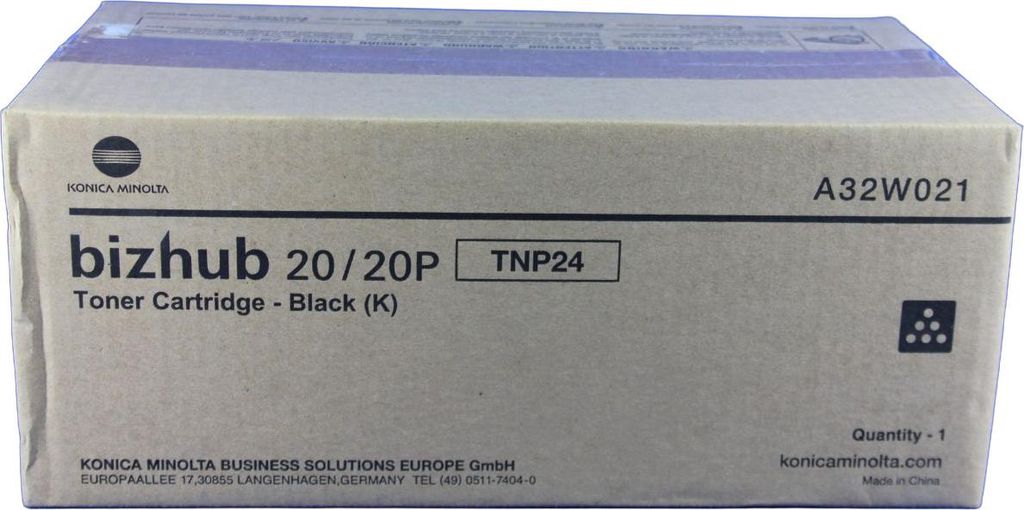 KONICA MINOLTA
A32W021
bizhub 20/20P TNP24
Toner Cartridge - Black (K)
Quantity - 1
KONICA MINOLTA BUSINESS SOLUTIONS EUROPE GmbH
konicaminolta.com
EUROPAALLEE 17,30855 LANGENHAGEN,GERMANY TEL (49) 0511-7404-0
Made in China